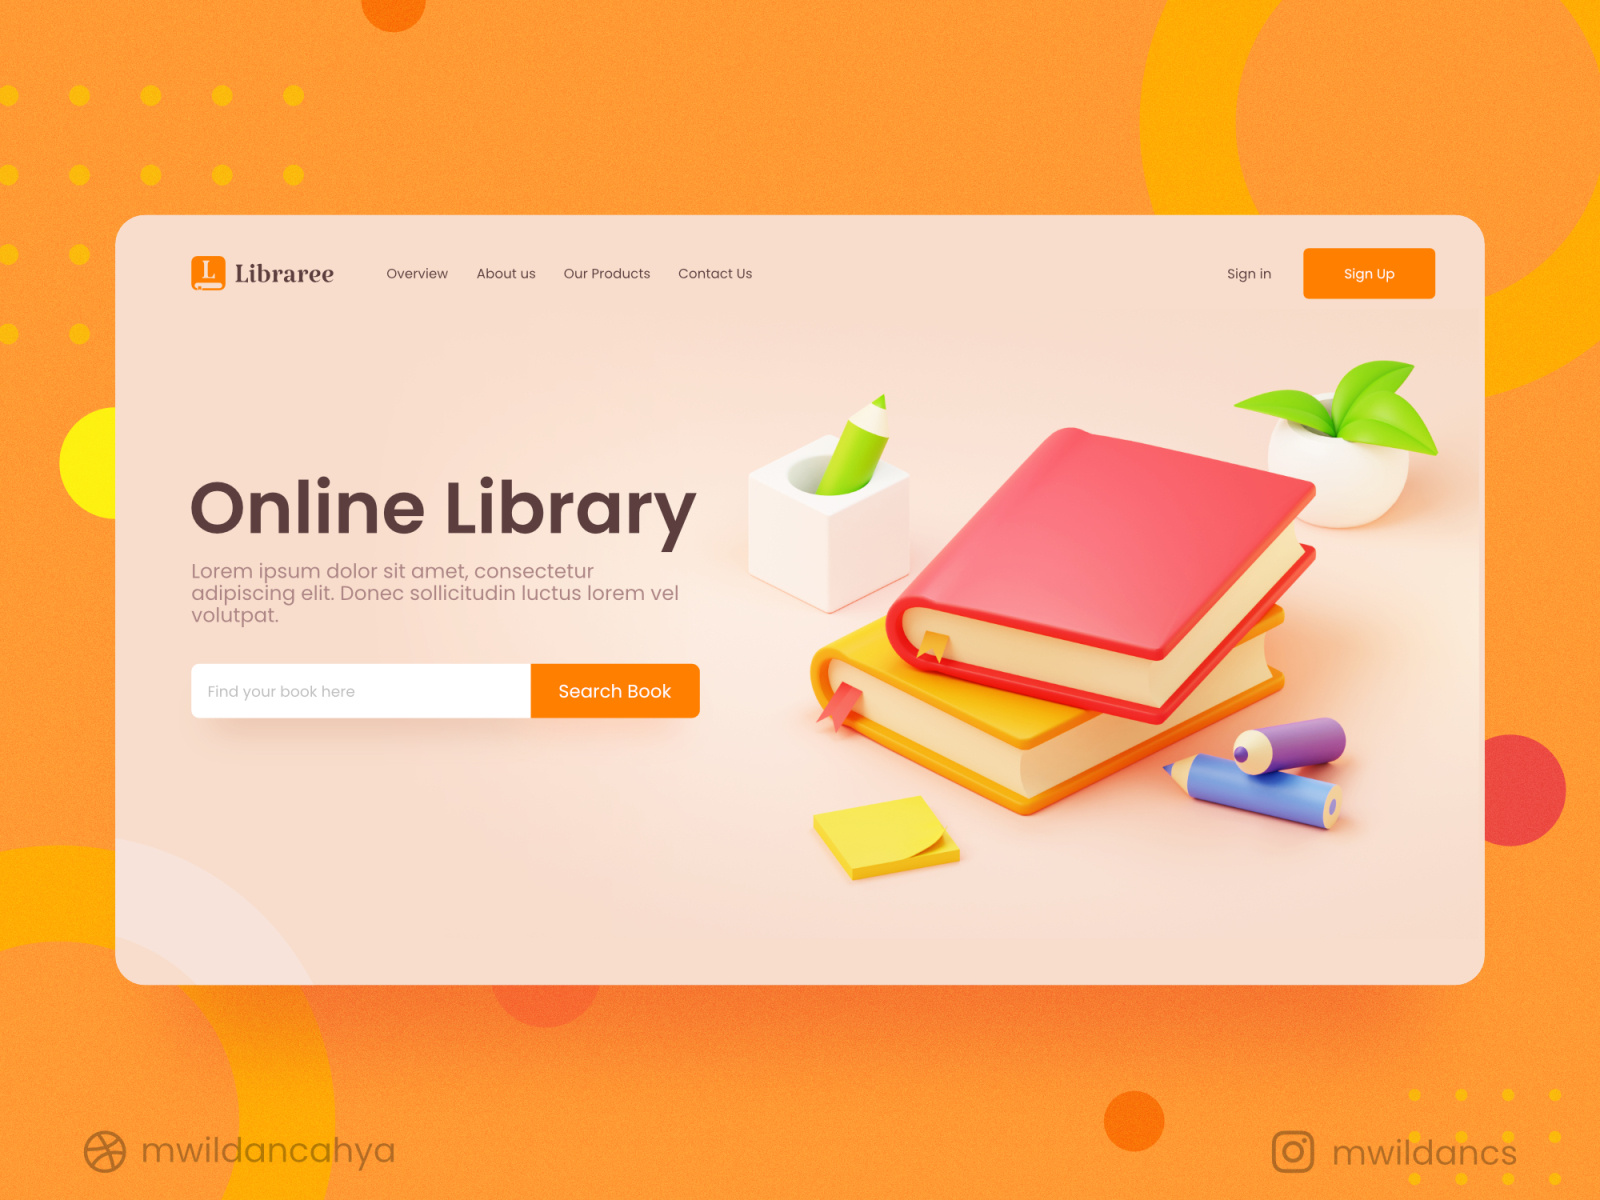 L
Libraree
Overview
About us
Our Products
Contact Us
Sign in
Sign Up
Online Library
Lorem ipsum dolor sit amet, consectetur
adipiscing elit. Donec sollicitudin luctus lorem vel
volutpat.
Find your book here
Search Book
mwildancahya
mwildancs